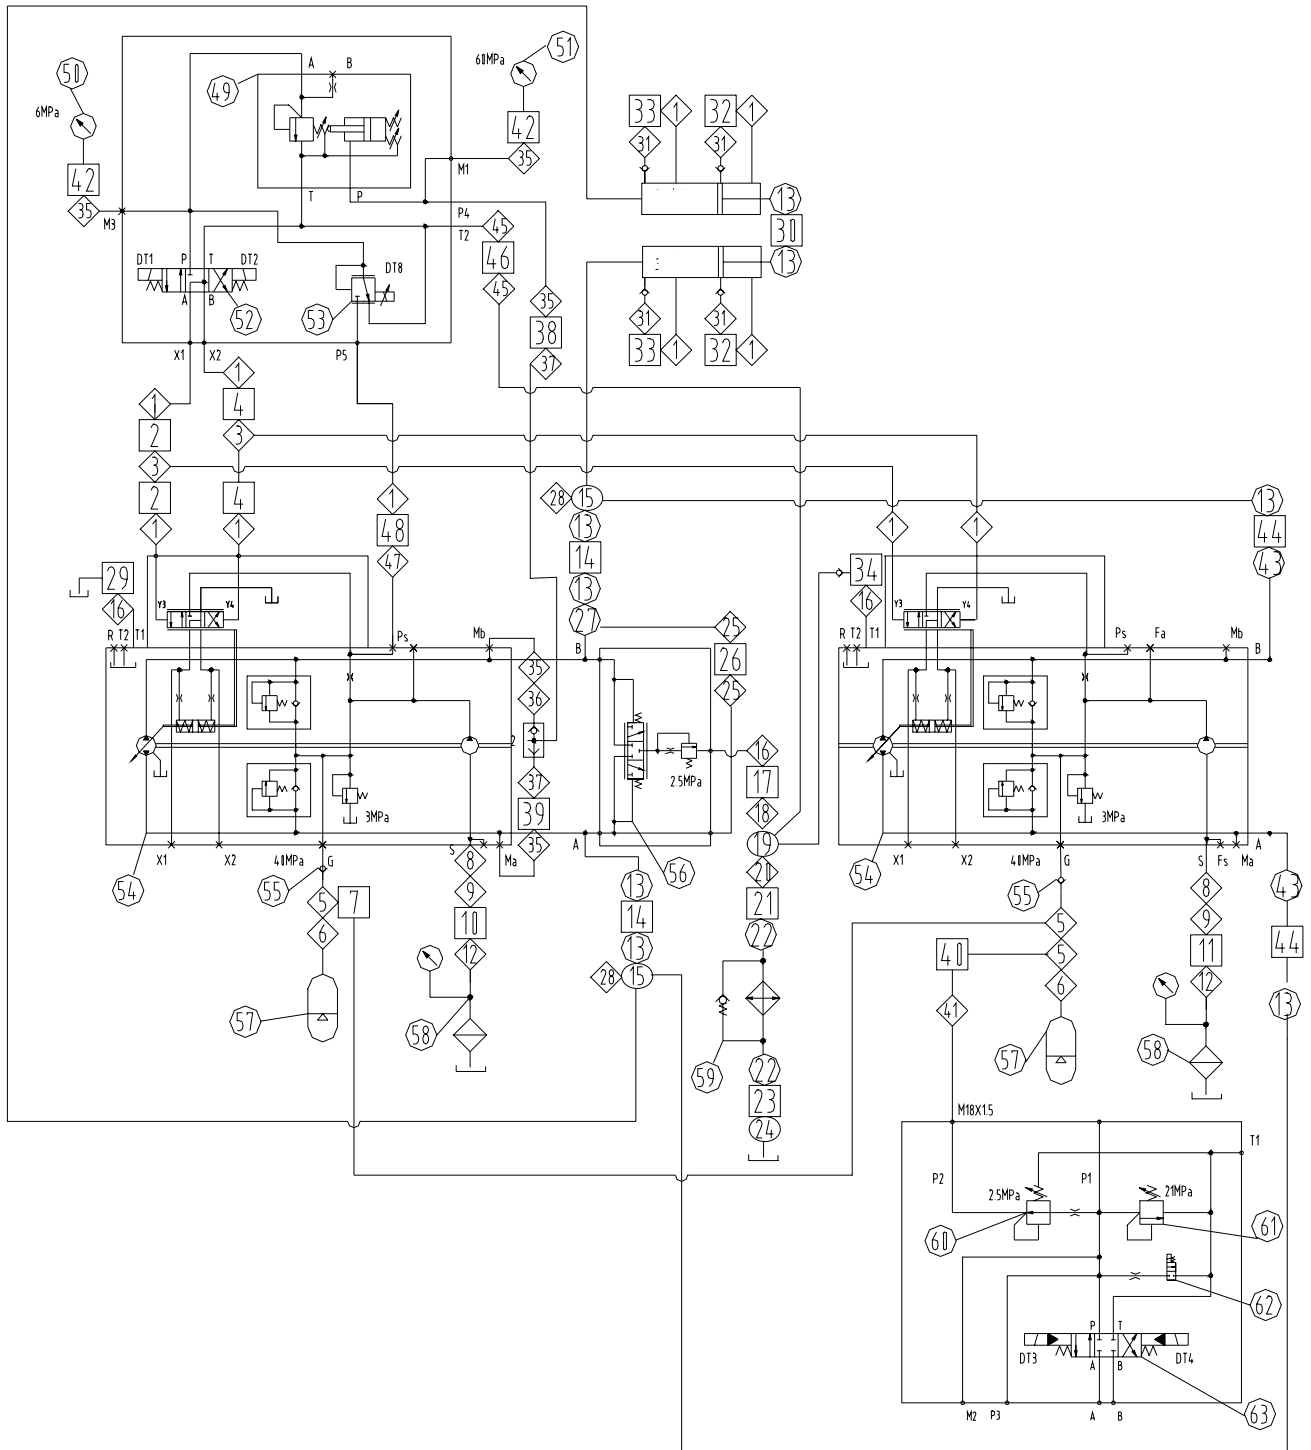 50
6MPa
42
35
M3
49
A B
T
P
M1
P4
T2
60MPa
51
42
35
33 1
31
32 1
31
13
30
13
31
33 1
31
32 1
DT1
P T
DT2
A B
52
53
DT8
X1 X2
P5
45
46
45
35
38
37
1
2
3
2
1
1
4
3
4
1
1
48
47
28 15
13
14
13
27
1
1
13
44
43
29
16
R T2 T1
Y3 Y4
Ps
Mb
B
35
36
2
37
39
35
25
26
25
2.5MPa
16
17
18
19
20
21
22
34
16
R T2 T1
Y3 Y4
Ps Fa
Mb
B
3MPa
54
X1 X2
40MPa G
S
Ma
A
56
3MPa
54
X1 X2
40MPa G
S Fs Ma
A
55
5 7
6
57
8
9
10
12
58
13
14
13
28 15
59
22
23
24
55
5
40 5
6
41
57
8
9
11
12
58
43
44
13
M18X1.5
T1
P2
P1
2.5MPa
21MPa
60
61
62
P T
DT3
DT4
A B
63
M2 P3
A B